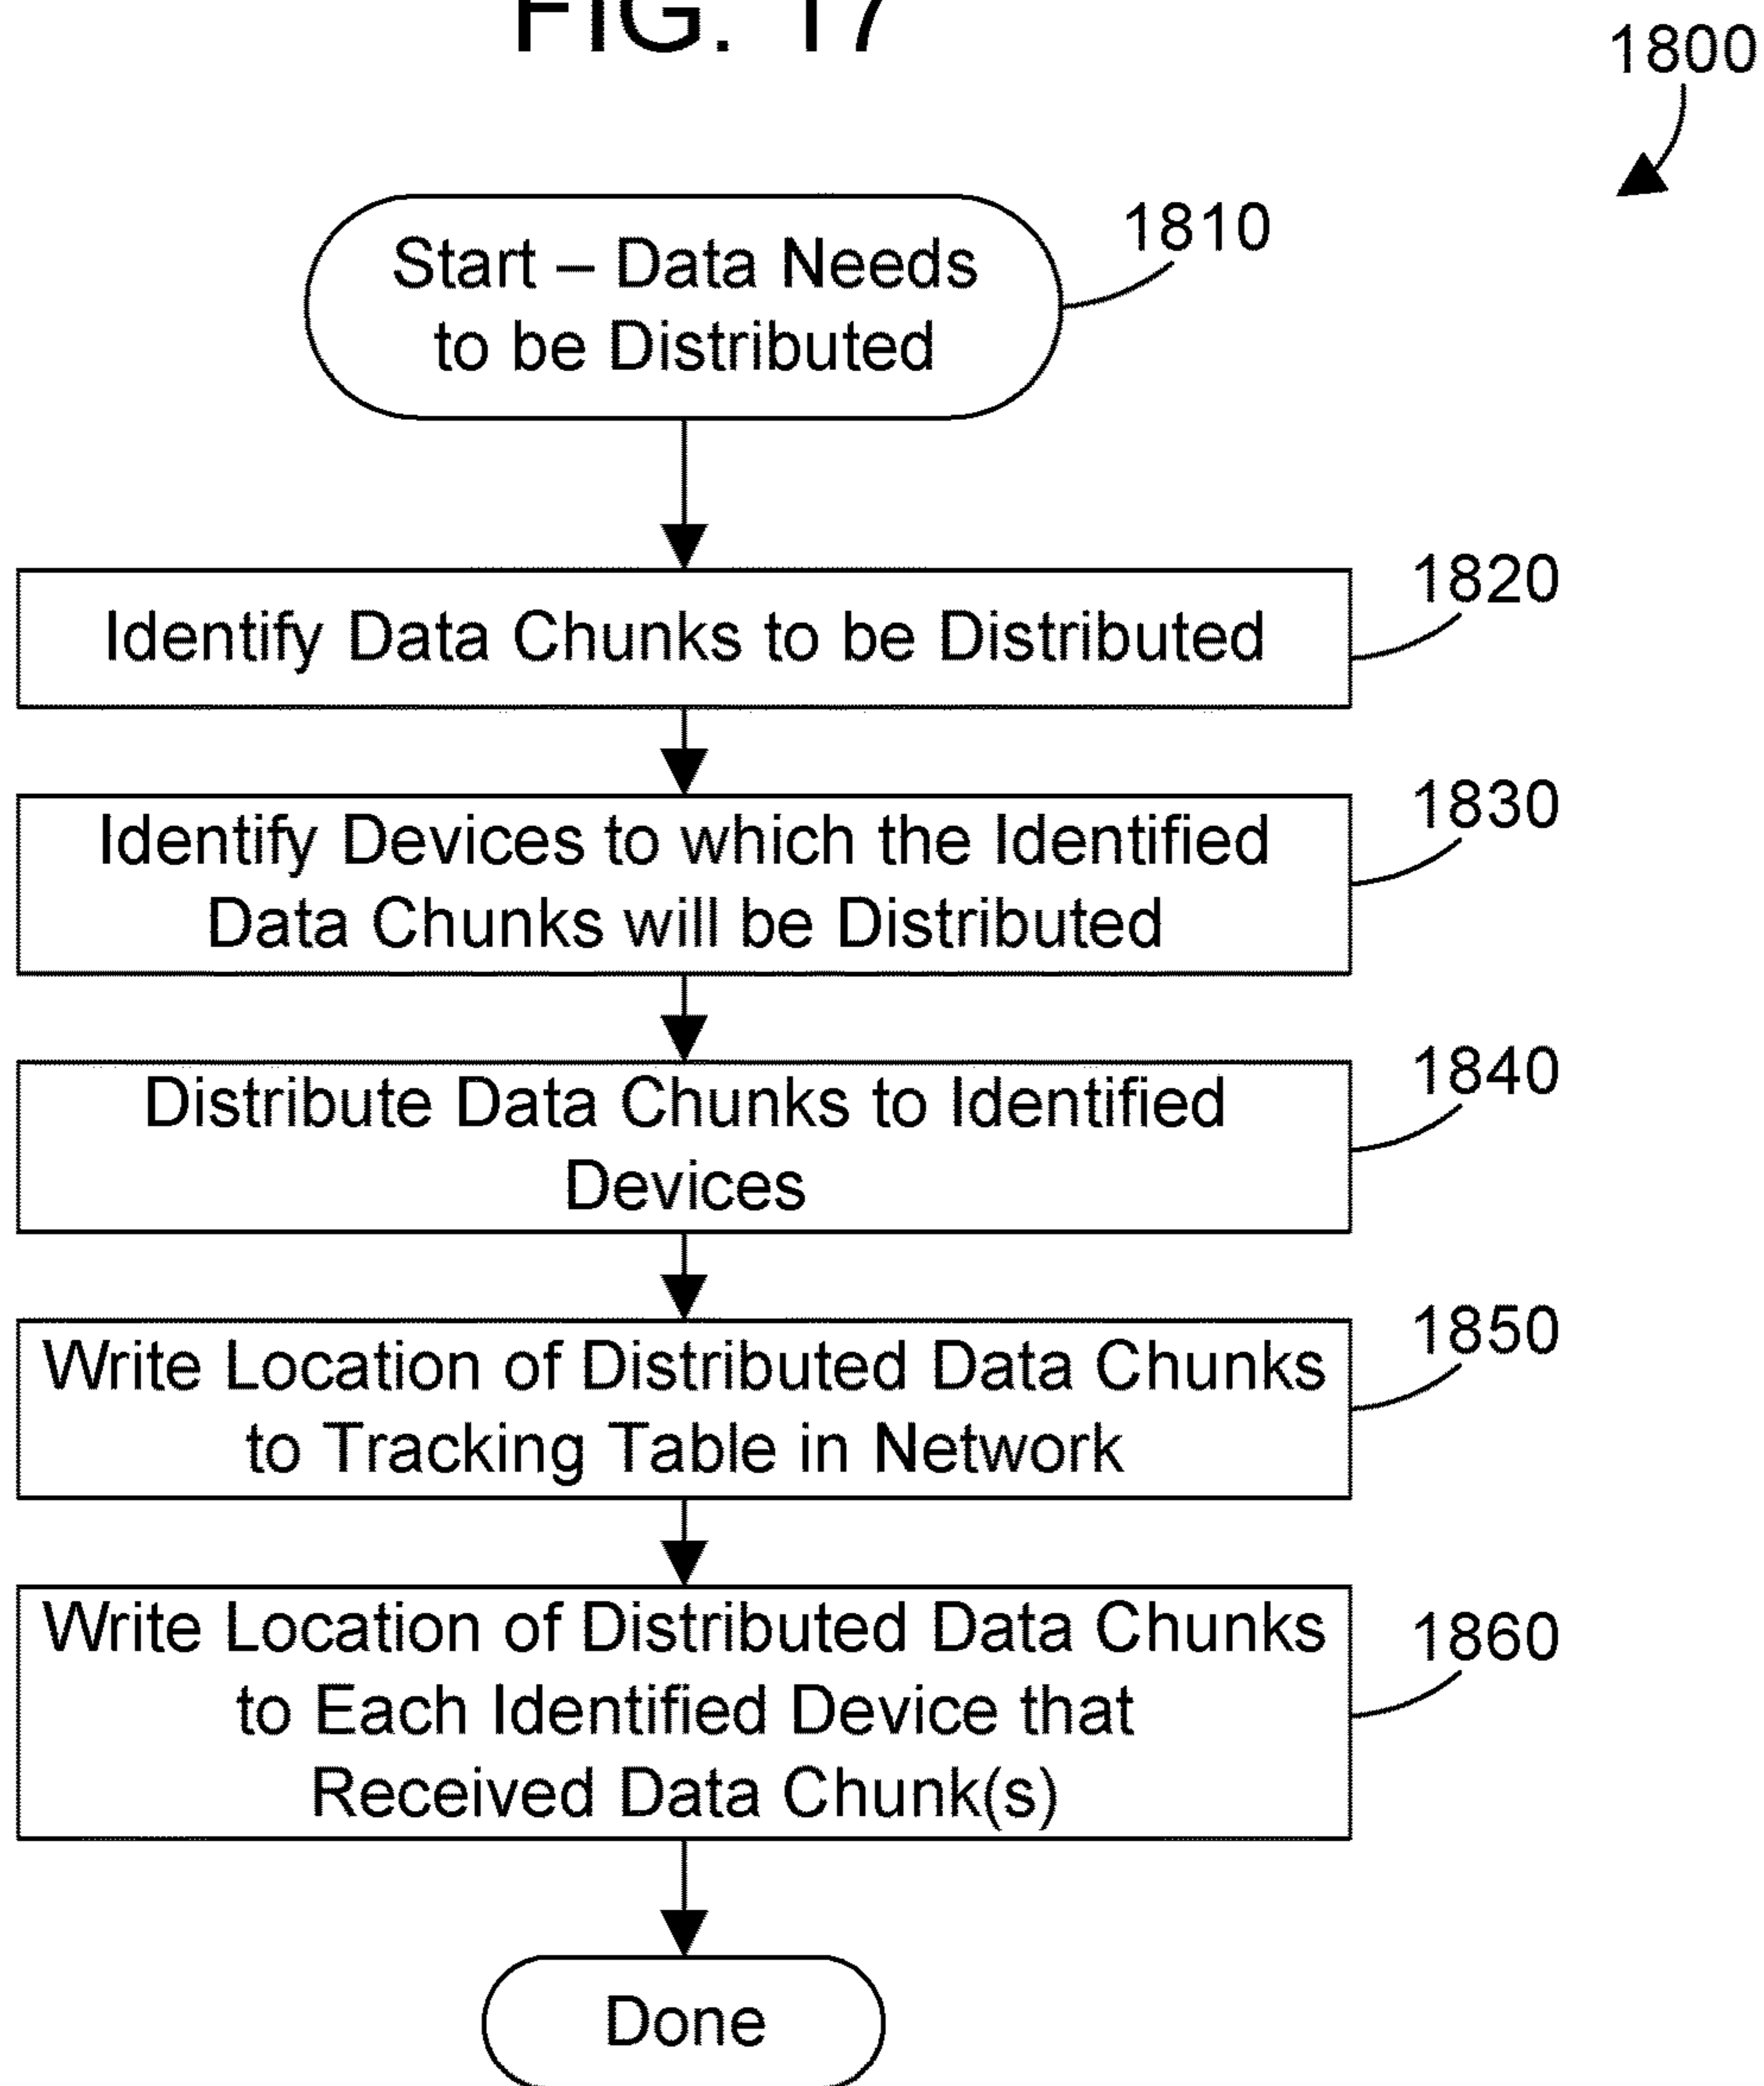 FIG. 17
1800
Start – Data Needs
to be Distributed
1810
Identify Data Chunks to be Distributed
1820
Identify Devices to which the Identified
Data Chunks will be Distributed
1830
Distribute Data Chunks to Identified
Devices
1840
Write Location of Distributed Data Chunks
to Tracking Table in Network
1850
Write Location of Distributed Data Chunks
to Each Identified Device that
Received Data Chunk(s)
1860
Done